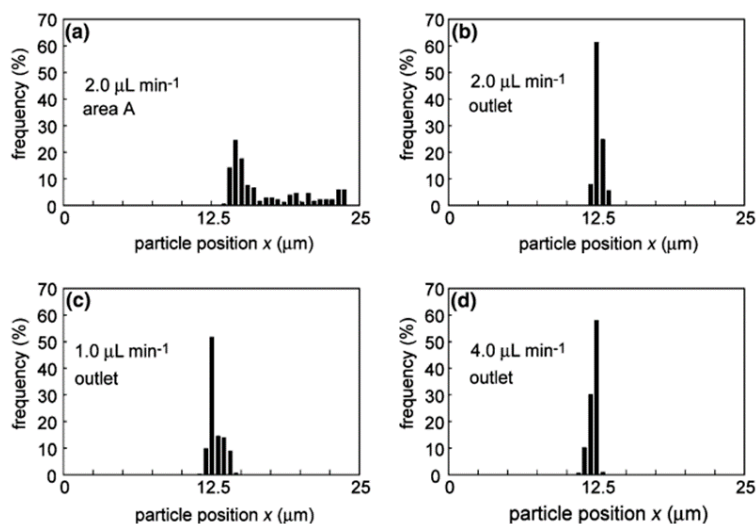 (a)
70
60
50
40
30
20
10
0
frequency (%)
2.0 µL min-1
area A
0
12.5
25
particle position x (µm)
(b)
70
60
50
40
30
20
10
0
frequency (%)
2.0 µL min-1
outlet
0
12.5
25
particle position x (µm)
(c)
70
60
50
40
30
20
10
0
frequency (%)
1.0 µL min-1
outlet
0
12.5
25
particle position x (µm)
(d)
70
60
50
40
30
20
10
0
frequency (%)
4.0 µL min-1
outlet
0
12.5
25
particle position x (µm)